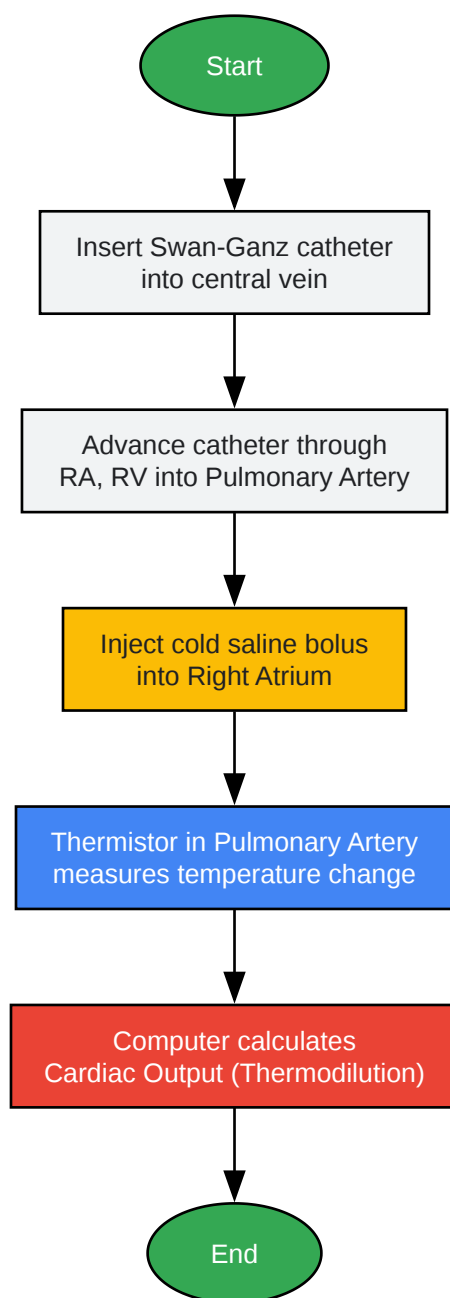 Start
Insert Swan-Ganz catheter
into central vein
Advance catheter through
RA, RV into Pulmonary Artery
Inject cold saline bolus
into Right Atrium
Thermistor in Pulmonary Artery
measures temperature change
Computer calculates
Cardiac Output (Thermodilution)
End